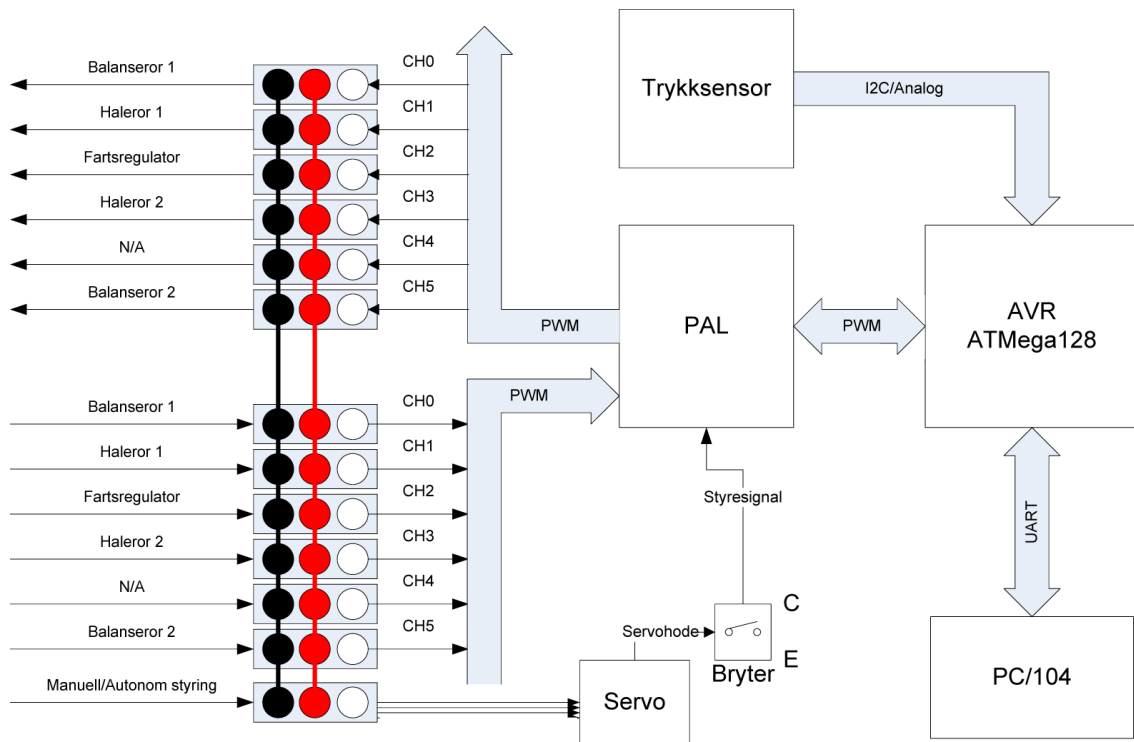 Balanseror 1
CH0
Haleror 1
CH1
Fartsregulator
CH2
Haleror 2
CH3
N/A
CH4
Balanseror 2
CH5
Trykksensor
I2C/Analog
PWM
PAL
PWM
AVR
ATMega128
Balanseror 1
CH0
Haleror 1
CH1
Fartsregulator
CH2
Haleror 2
CH3
N/A
CH4
Balanseror 2
CH5
Manuell/Autonom styring
PWM
Styresignal
UART
Servohode
C
E
Bryter
Servo
PC/104